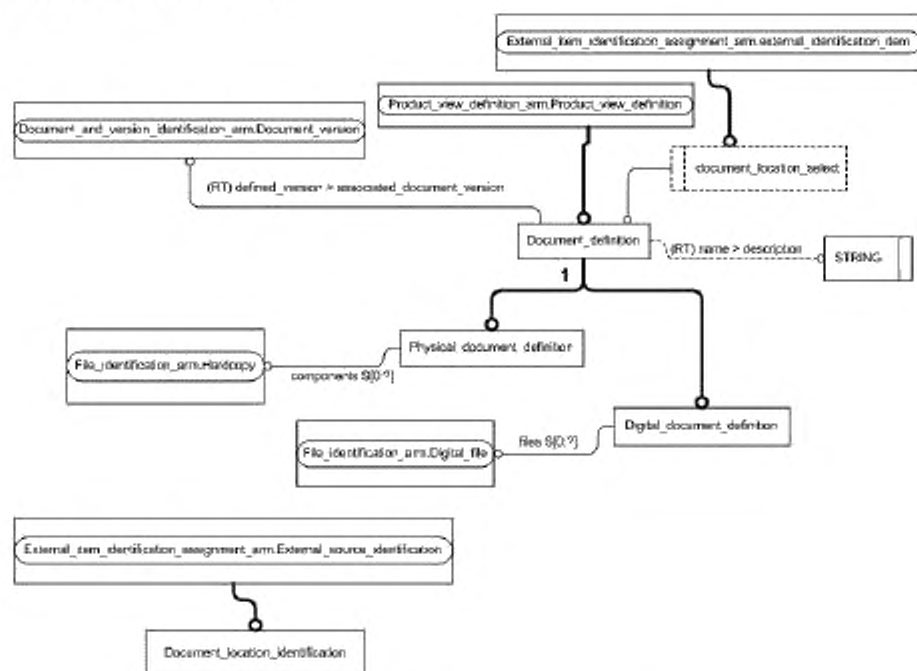 External_item_identification_assignment_arm.external_identification_item
Product_view_definition_arm.Product_view_definition
Document_and_version_identification_arm.Document_version
document_location_select
(RT) defined_version > associated_document_version
Document_definition
(RT) name > description
STRING
1
Physical_document_definition
File_identification_arm.Hardcopy
components S[0:?]
Digital_document_definition
files S[0:?]
File_identification_arm.Digital_file
External_item_identification_assignment_arm.External_source_identification
Document_location_identification